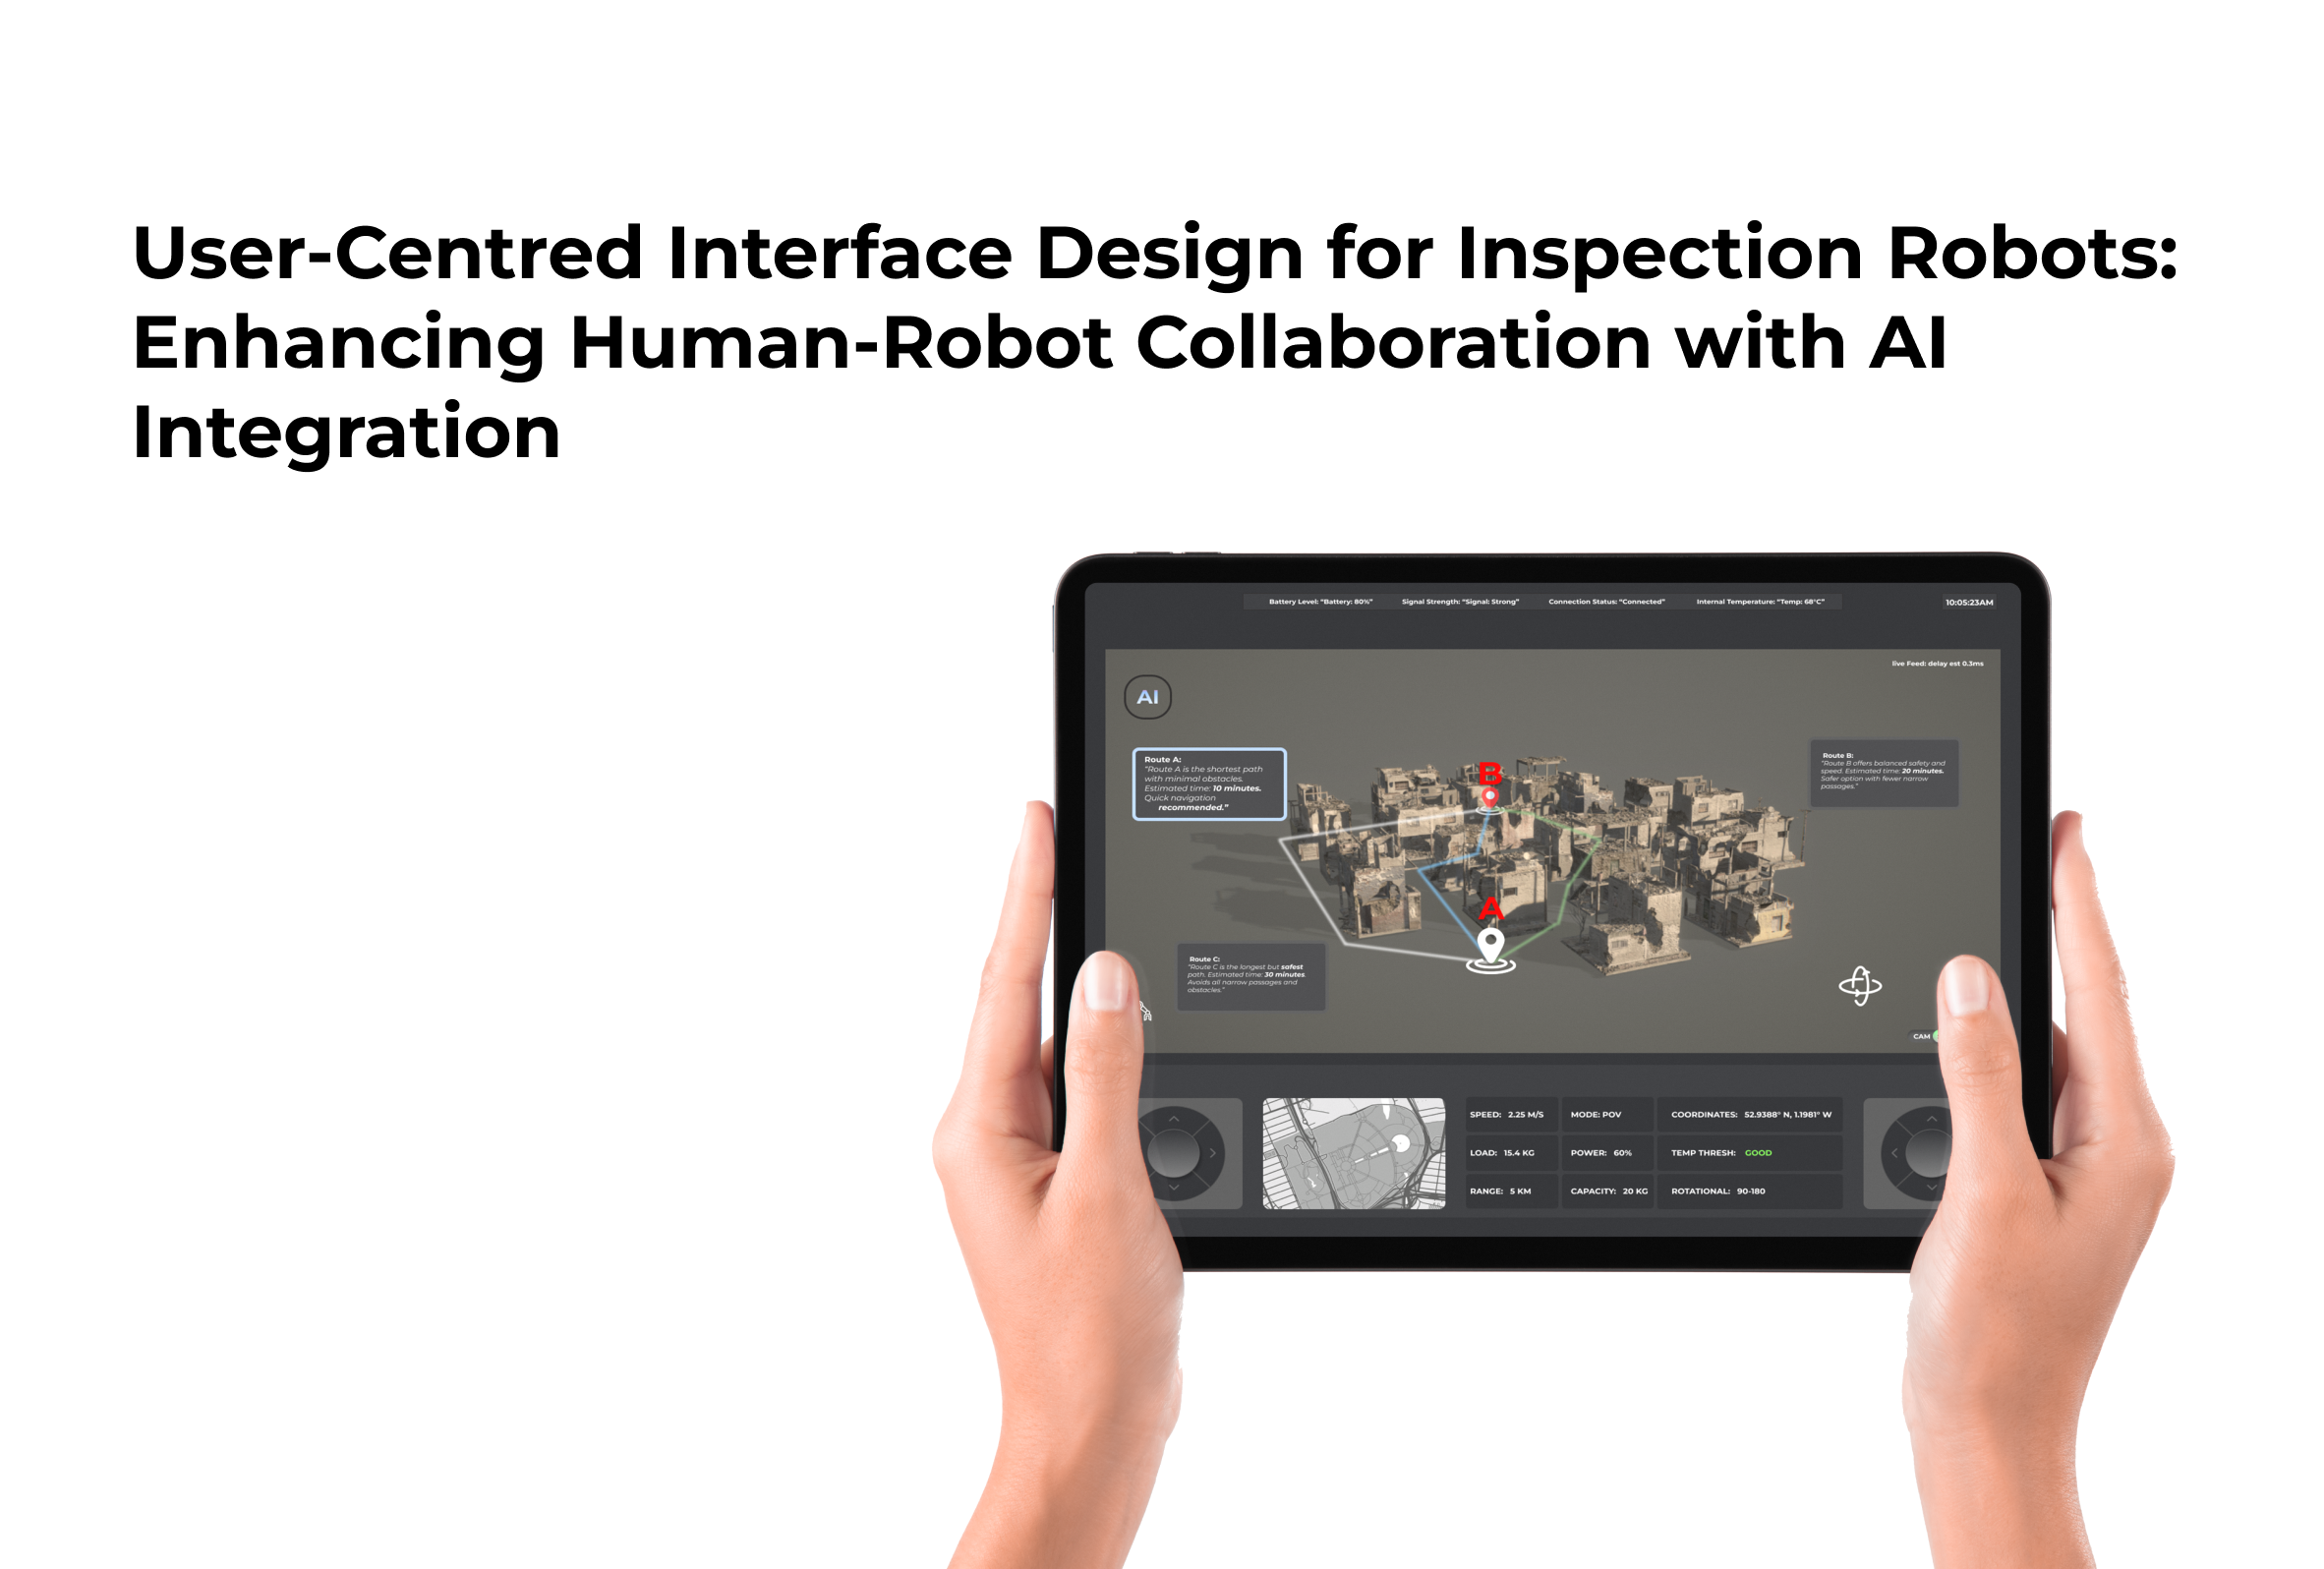 User-Centred Interface Design for Inspection Robots:
Enhancing Human-Robot Collaboration with AI
Integration
Battery Level: “Battery: 80%” Signal Strength: “Signal: Strong” Connection Status: “Connected” Internal Temperature: “Temp: 68°C”
10:05:23AM
live Feed: delay est 0.3ms
AI
Route A:
“Route A is the shortest path
with minimal obstacles.
Estimated time: 10 minutes.
Quick navigation
recommended.”
Route B:
“Route B offers balanced safety and
speed. Estimated time: 20 minutes.
Safer option with fewer narrow
passages.”
B
A
Route C:
“Route C is the longest but safest
path. Estimated time: 30 minutes.
Avoids all narrow passages and
obstacles.”
CAM
SPEED: 2.25 M/S MODE: POV COORDINATES: 52.9388° N, 1.1981° W
LOAD: 15.4 KG POWER: 60% TEMP THRESH: GOOD
RANGE: 5 KM CAPACITY: 20 KG ROTATIONAL: 90-180